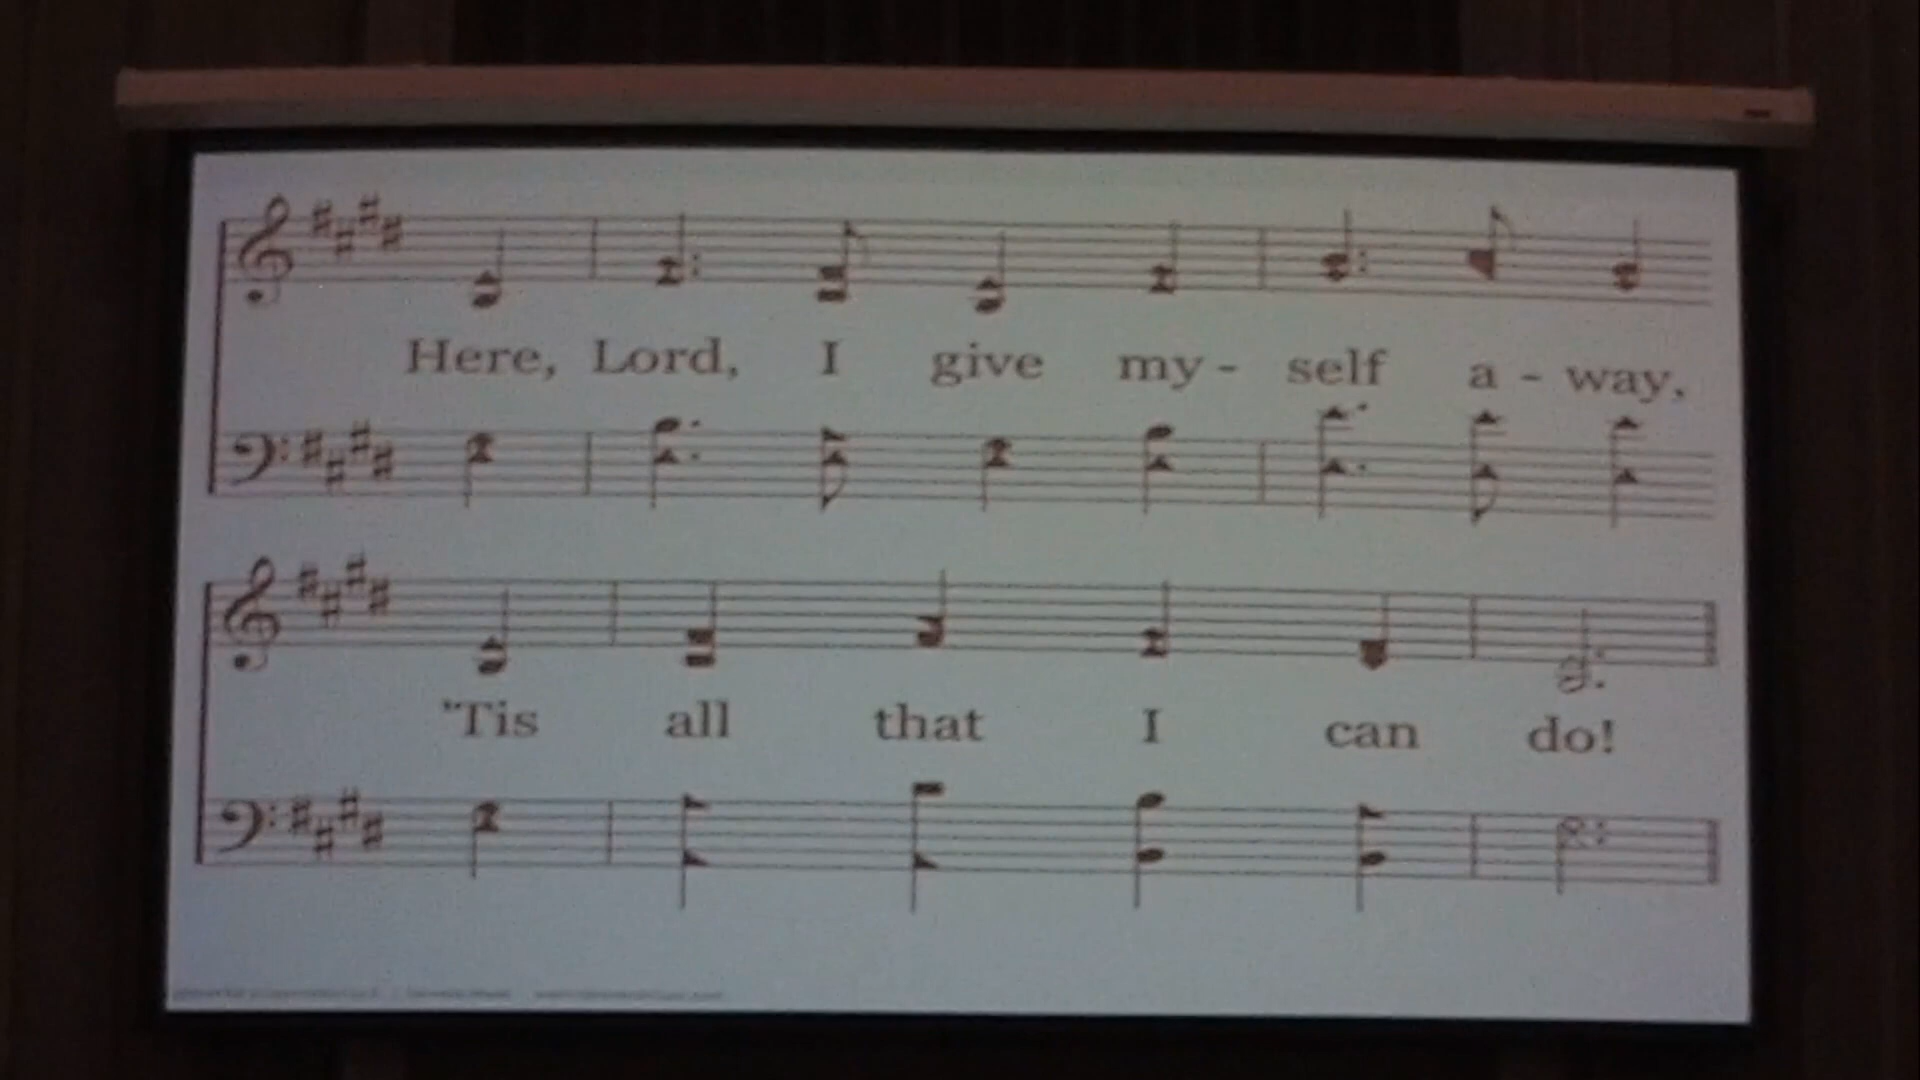 Here, Lord, I give my - self a - way,
'Tis all that I can do!